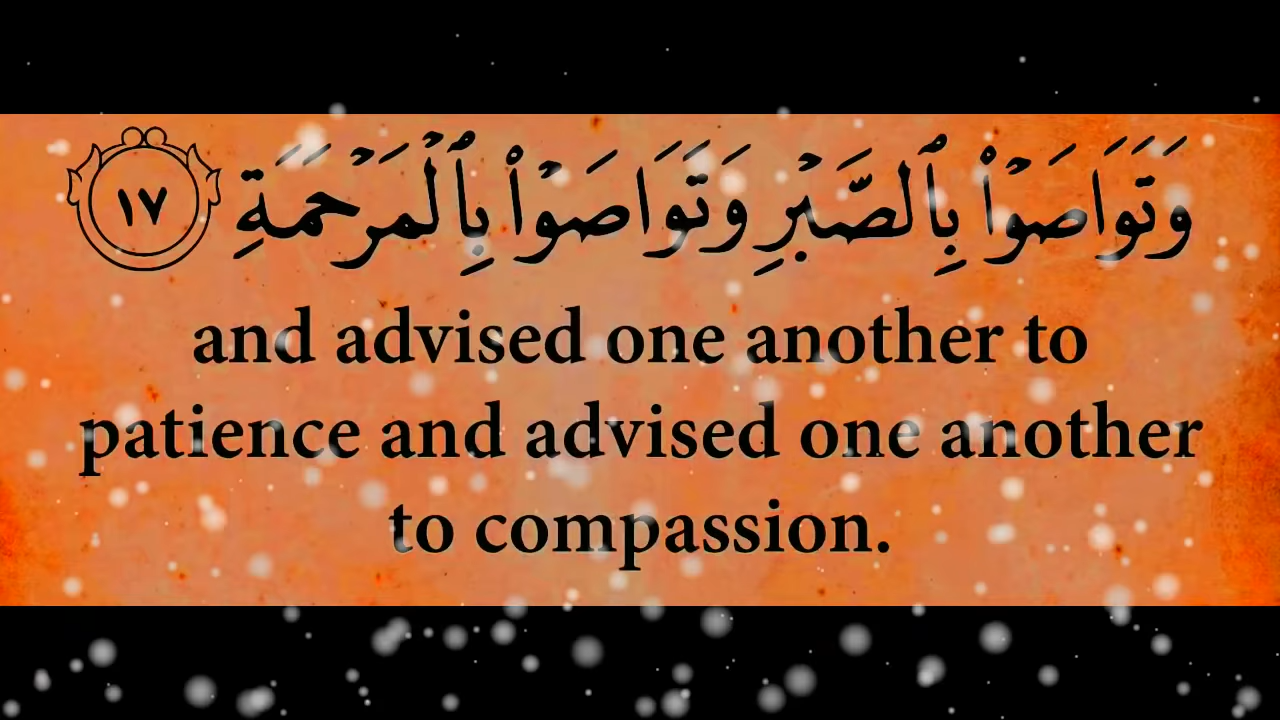 وَتَوَاصَوْا۟ بِٱلصَّبْرِ وَتَوَاصَوْا۟ بِٱلْمَرْحَمَةِ ١٧
and advised one another to
patience and advised one another
to compassion.